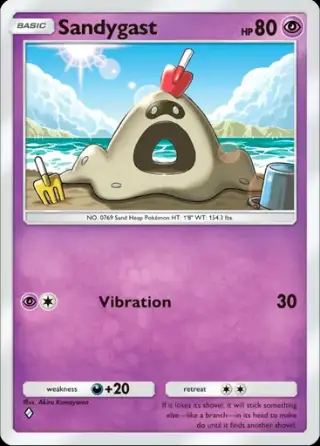 BASIC Sandygast HP 80
NO. 0769 Sand Heap Pokémon HT: 1'8" WT: 154.3 lbs.
Vibration 30
weakness +20 retreat
Illus. Akira Komayama
If it loses its shovel, it will stick something
else—like a branch—in its head to make
do until it finds another shovel.